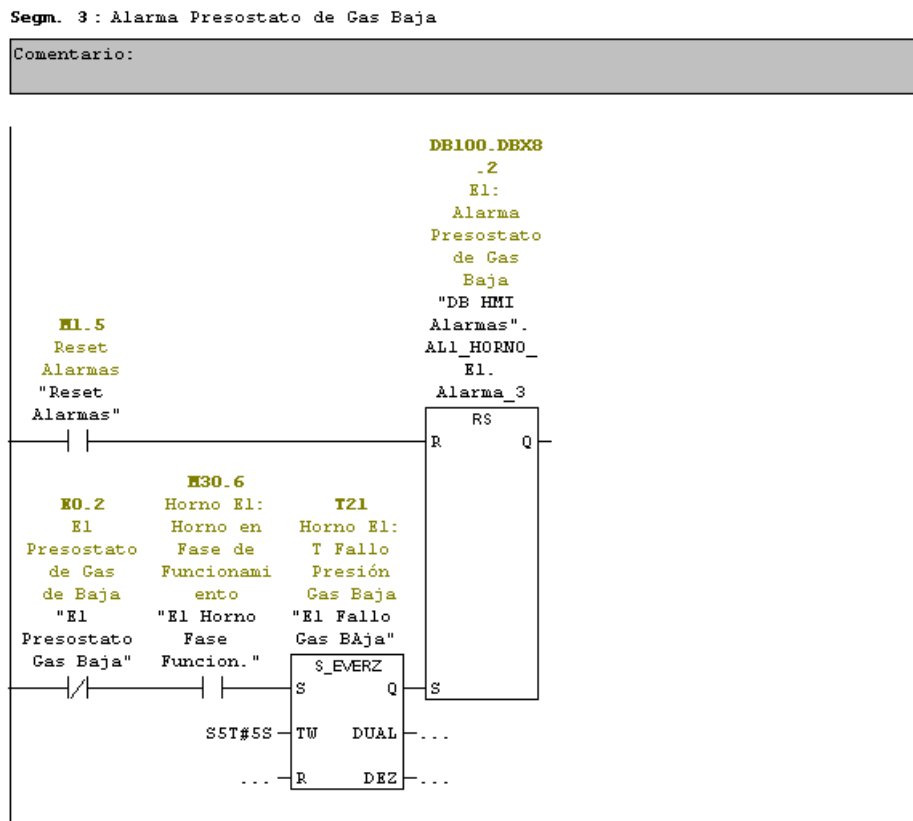 Segm. 3 : Alarma Presostato de Gas Baja
Comentario:
DB100.DBX8
.2
E1:
Alarma
Presostato
de Gas
Baja
"DB HMI
Alarmas".
AL1_HORNO_
E1.
Alarma_3
M1.5
Reset
Alarmas
"Reset
Alarmas"
RS
R Q
E0.2
E1
Presostato
de Gas
de Baja
"E1
Presostato
Gas Baja"
M30.6
Horno E1:
Horno en
Fase de
Funcionami
ento
"E1 Horno
Fase
Funcion."
T21
Horno E1:
T Fallo
Presión
Gas Baja
"E1 Fallo
Gas BAja"
S_EVERZ
S Q S
S5T#5S TW DUAL ...
... R DEZ ...